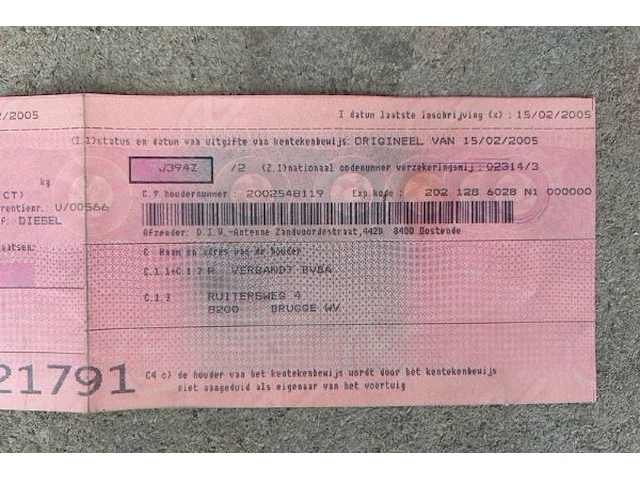 /2005
I datum laatste inschrijving (x) : 15/02/2005
(I.1)status en datum van uitgifte van kentekenbewijs: ORIGINEEL VAN 15/02/2005
J394Z /2 (Z.1)nationaal codenummer verzekeringsmij : 02314/3
kg
(CT)
C.9 houdernummer : 2002548119 Exp.kode : 202 128 6028 N1 000000
rentienr. U/00566
f: DIESEL
Afzender: D.I.V.-Antenne Zandvoordestraat,442B 8400 Oostende
aatsen:
C Naam en adres van de houder
C.1.1+C.1.2 R VERBANDT BVBA
C.1.3 RUITERSWEG 4
8200 BRUGGE WV
21791
C4 c) de houder van het kentekenbewijs wordt door het kentekenbewijs
niet aangeduid als eigenaar van het voertuig